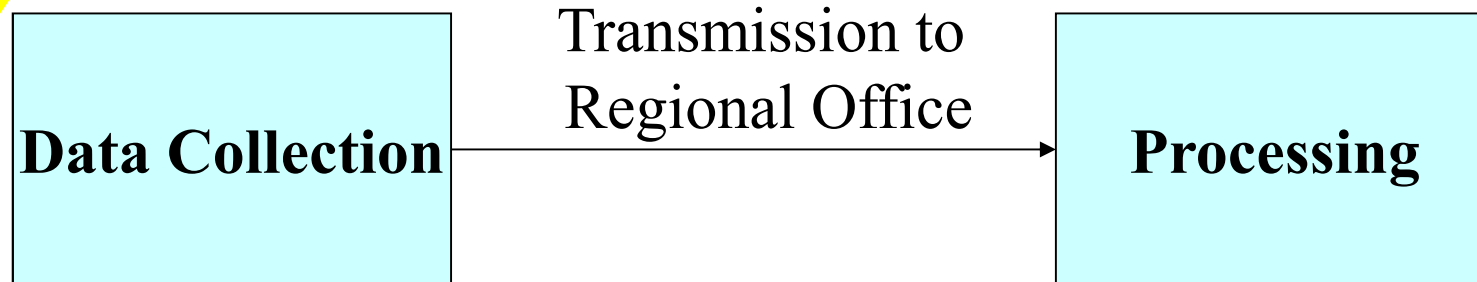 Data Collection
Transmission to
Regional Office
Processing